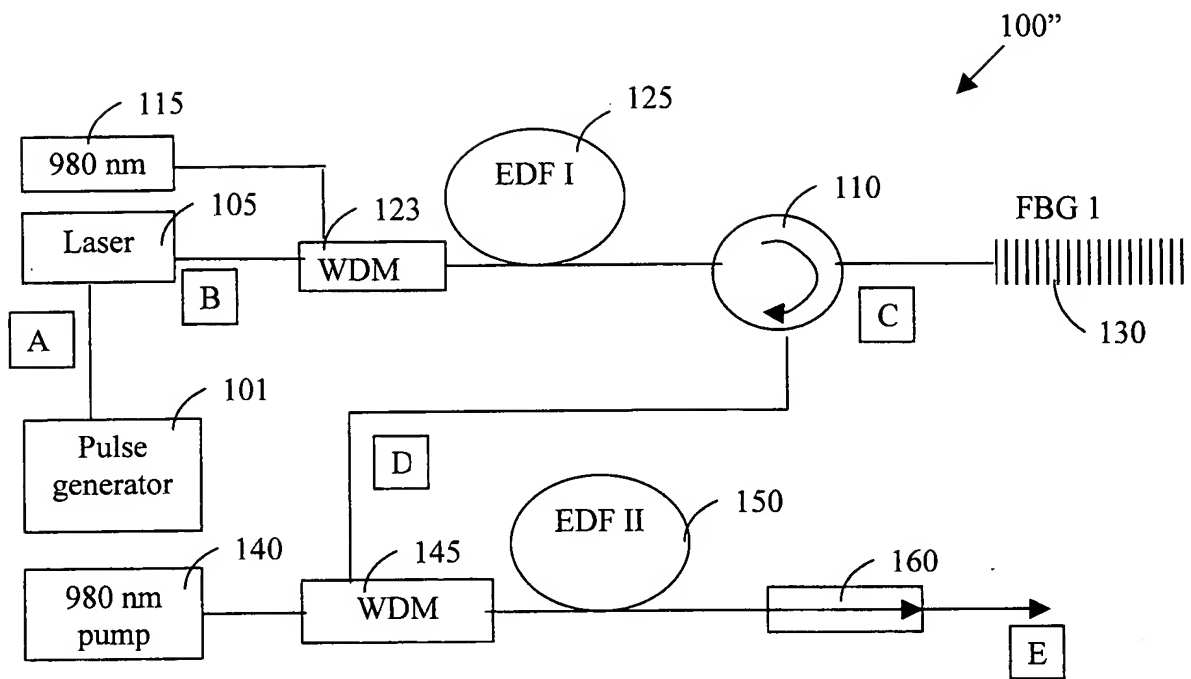 100”
115
125
980 nm
EDF I
110
105
123
FBG 1
Laser
WDM
B
C
A
130
101
Pulse
generator
D
150
EDF II
140
145
160
980 nm
pump
WDM
E